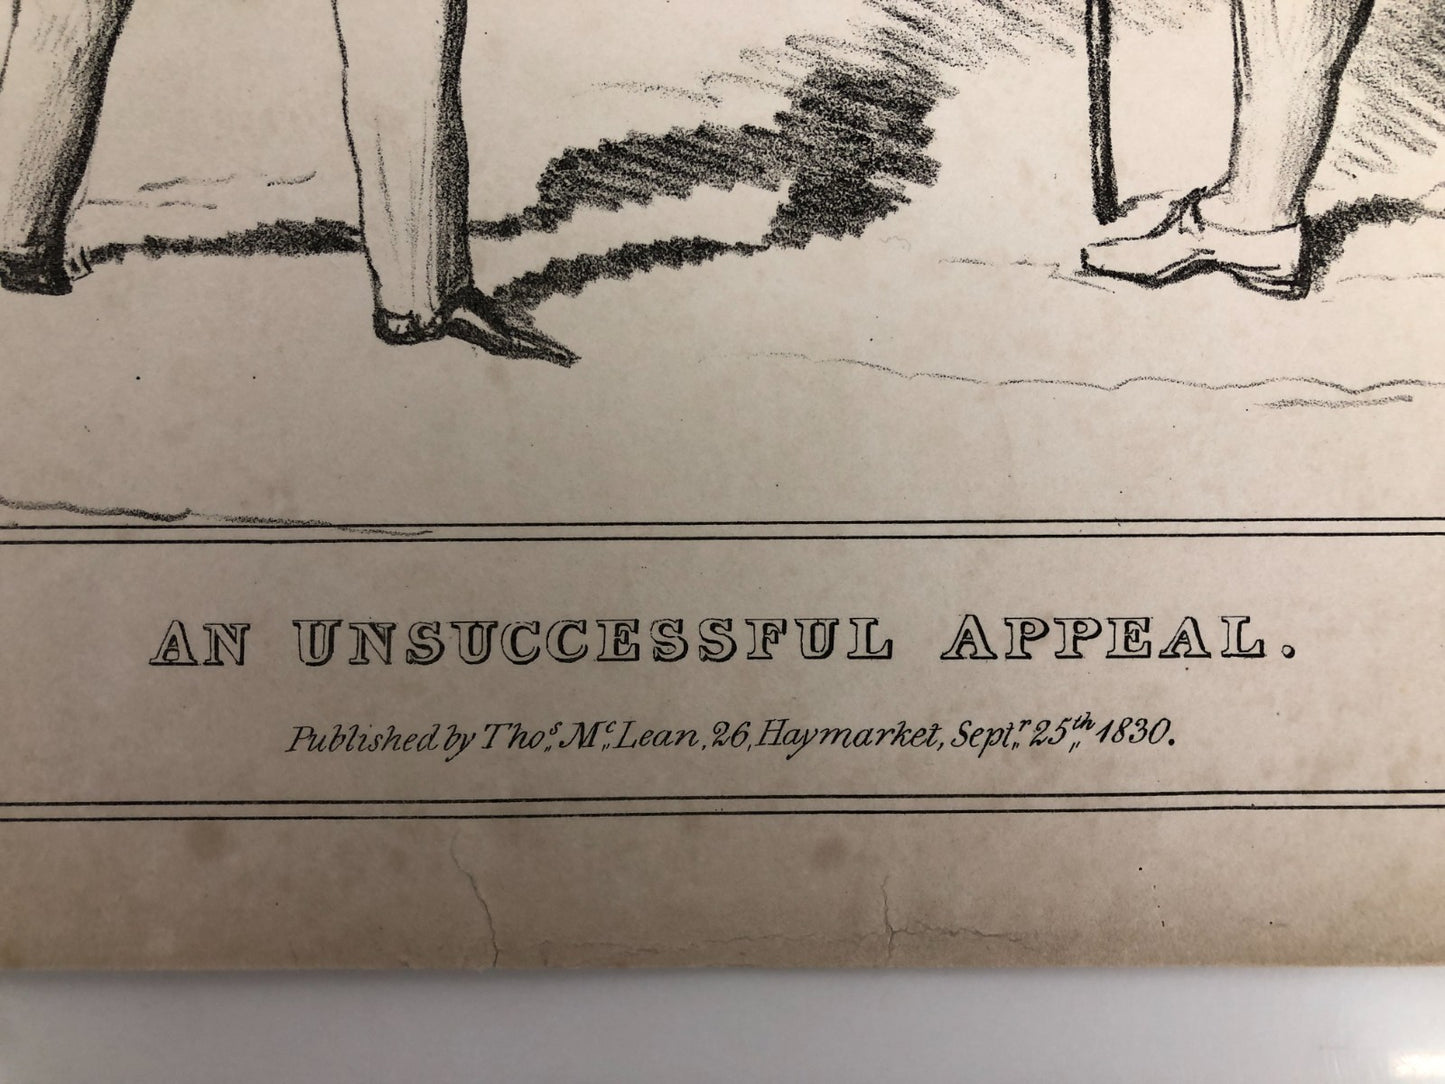 AN UNSUCCESSFUL APPEAL.
Published by Thoˢ. Mᶜ. Lean, 26, Haymarket, Septʳ. 25ᵗʰ 1830.